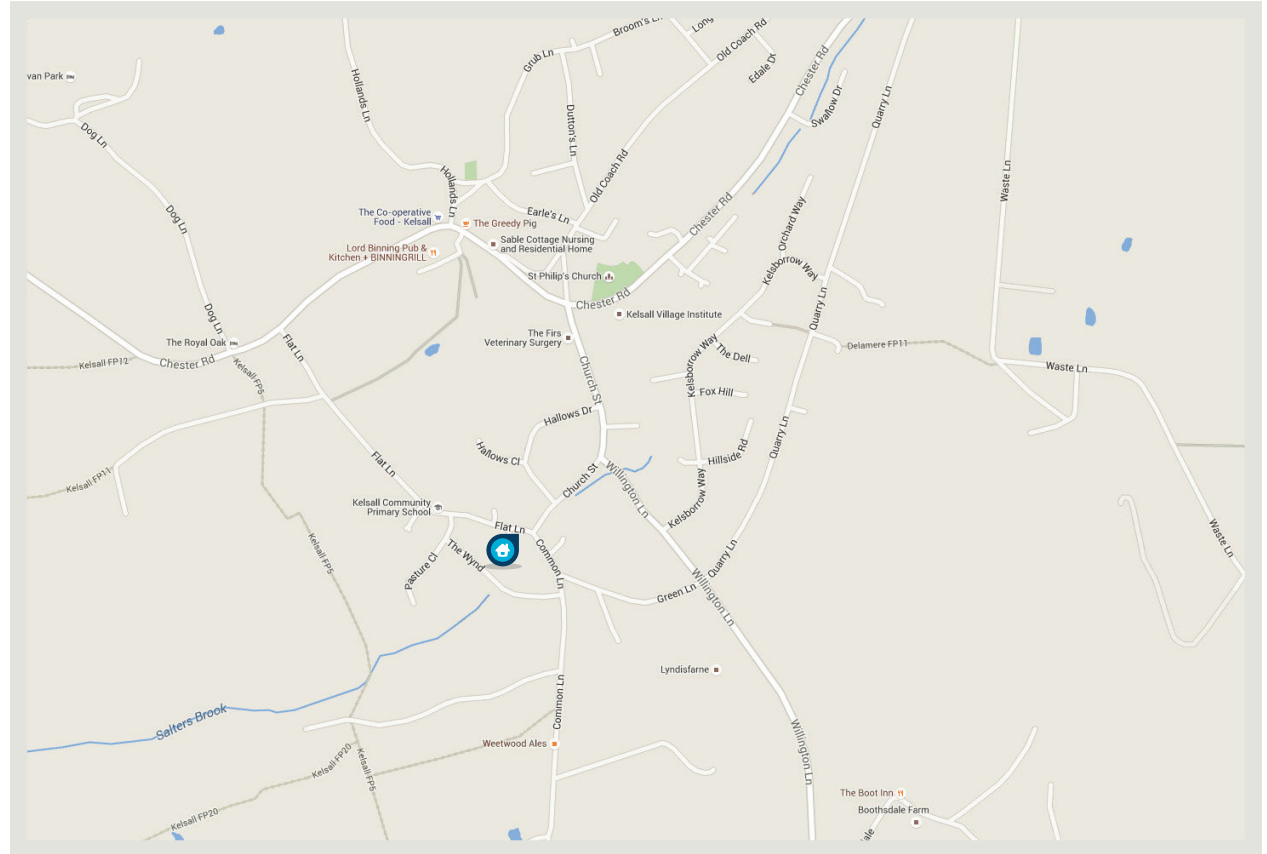 Broom's Ln
Long
Old Coach Rd
Grub Ln
Edale Dr
Chester Rd
van Park
Hollands Ln
Swallow Dr
Quarry Ln
Dutton's Ln
Dog Ln
Old Coach Rd
Waste Ln
Hollands Ln
Dog Ln
The Co-operative
Food - Kelsall
Earle's Ln
The Greedy Pig
Chester Rd
Orchard Way
Sable Cottage Nursing
and Residential Home
Lord Binning Pub &
Kitchen + BINNINGRILL
St Philip's Church
Kelsborrow Way
Chester Rd
Quarry Ln
Dog Ln
Kelsall Village Institute
The Firs
Veterinary Surgery
The Royal Oak
Flat Ln
Delamere FP11
Kelsborrow Way
The Dell
Kelsall FP12
Chester Rd
Waste Ln
Kelsall FP5
Church St
Fox Hill
Hallows Dr
Quarry Ln
Hallows Cl
Hillside Rd
Flat Ln
Kelsall FP11
Church St
Willington Ln
Kelsborrow Way
Kelsall Community
Primary School
Flat Ln
Waste Ln
Kelsall FP5
The Wynd
Common Ln
Quarry Ln
Pasture Cl
Green Ln
Willington Ln
Lyndisfarne
Common Ln
Salters Brook
Weetwood Ales
Willington Ln
Kelsall FP20
Kelsall FP5
The Boot Inn
Boothsdale Farm
Kelsall FP20
ale